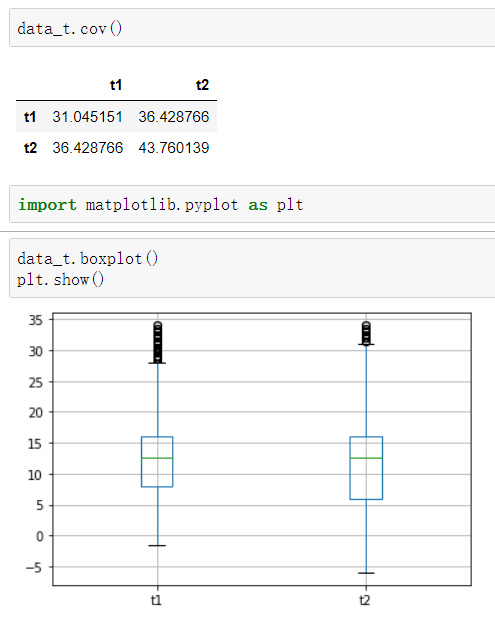 data_t.cov()
t1 t2
t1 31.045151 36.428766
t2 36.428766 43.760139
import matplotlib.pyplot as plt
data_t.boxplot()
plt.show()
35
30
25
20
15
10
5
0
−5
t1 t2